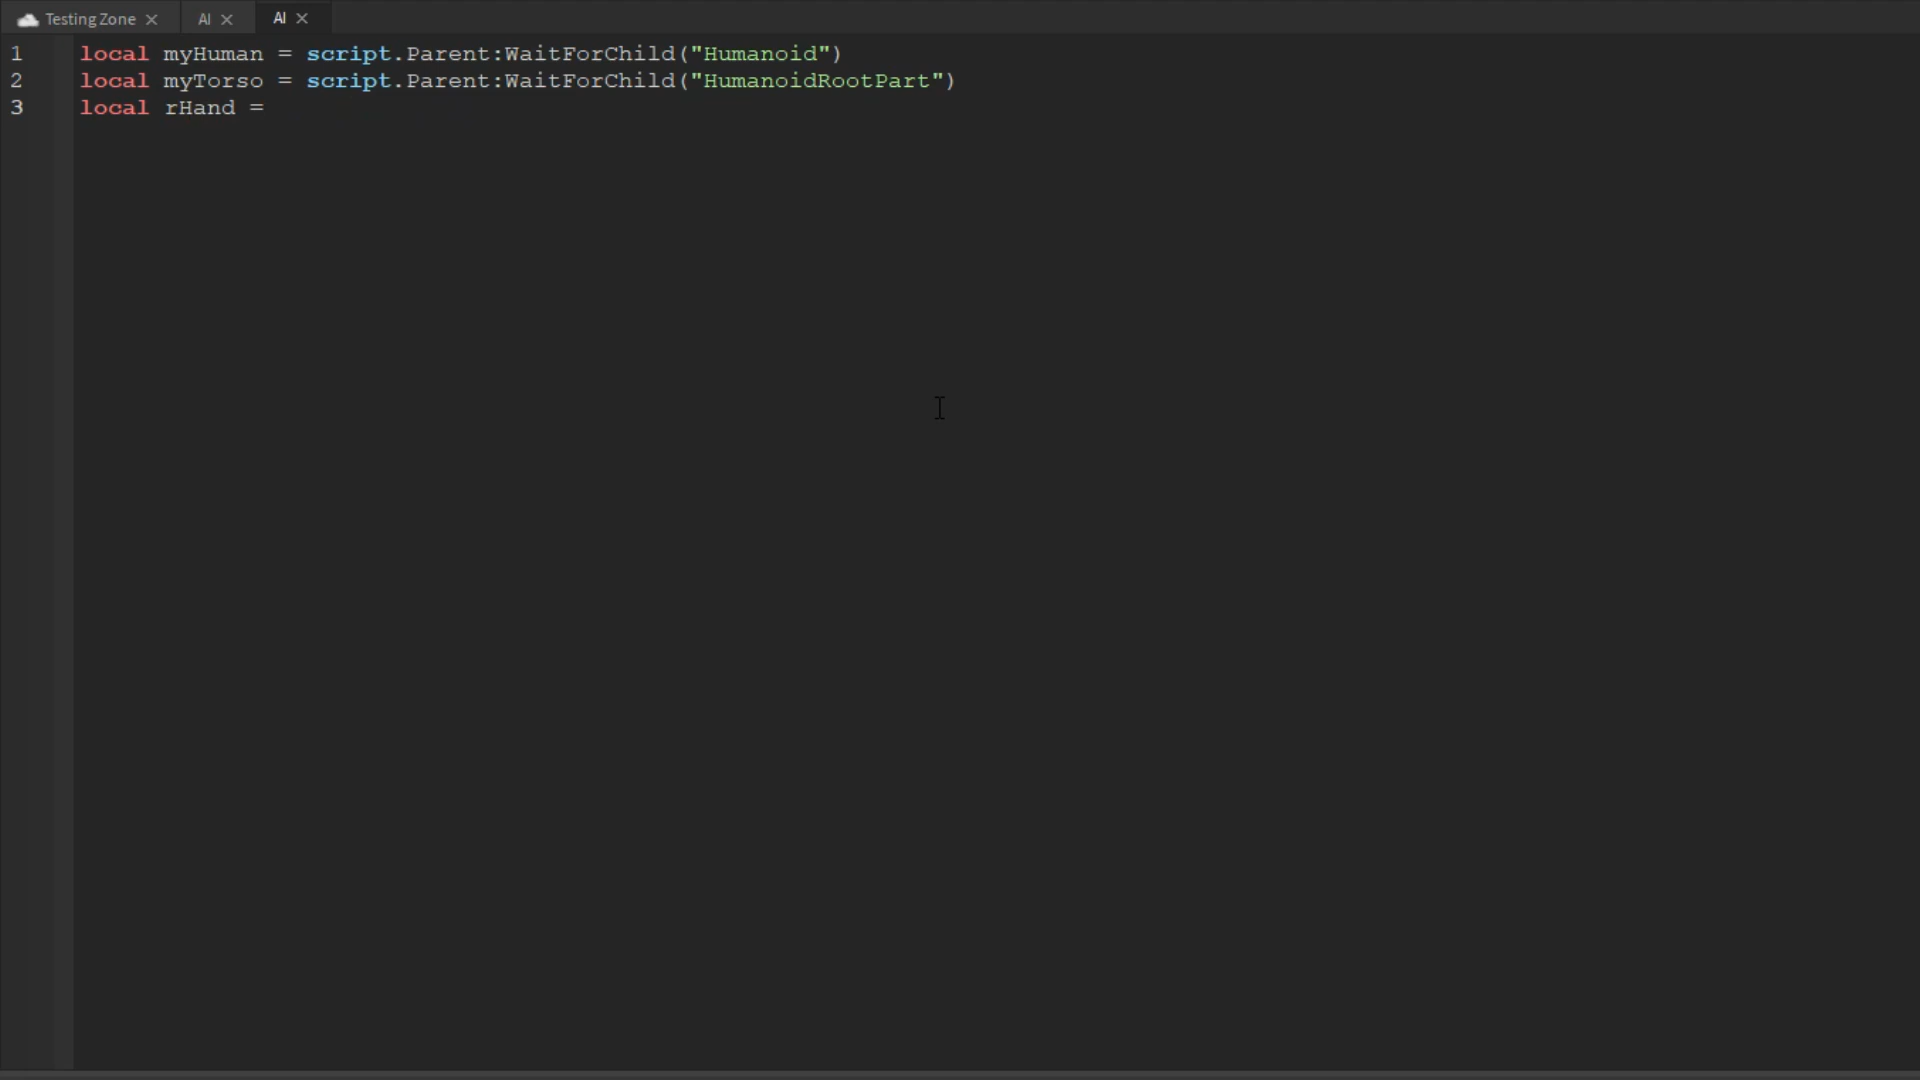 Testing Zone AI AI
1 local myHuman = script.Parent:WaitForChild("Humanoid")
2 local myTorso = script.Parent:WaitForChild("HumanoidRootPart")
3 local rHand =